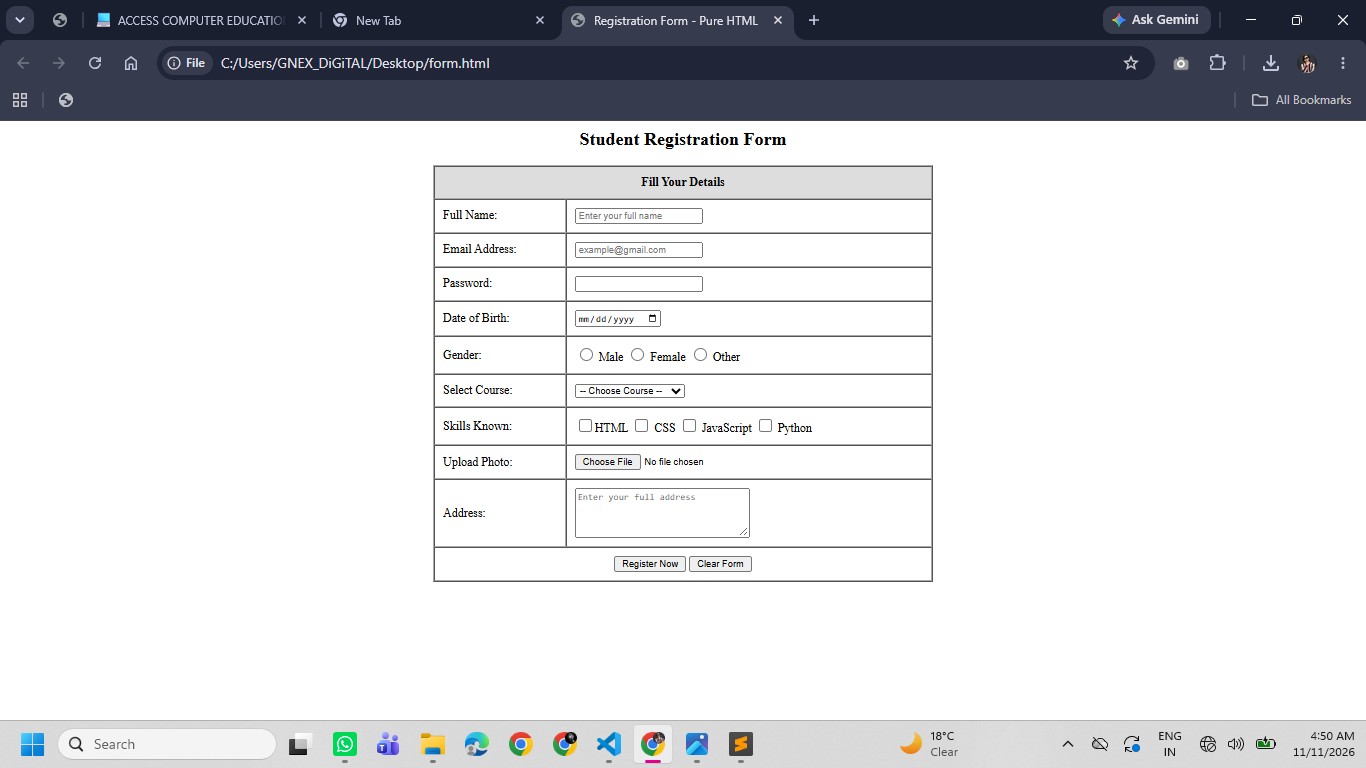 ACCESS COMPUTER EDUCATIO
New Tab
Registration Form - Pure HTML
Ask Gemini
File C:/Users/GNEX_DiGiTAL/Desktop/form.html
All Bookmarks
Student Registration Form
Fill Your Details
Full Name: Enter your full name
Email Address: example@gmail.com
Password:
Date of Birth: mm/dd/yyyy
Gender: Male Female Other
Select Course: -- Choose Course --
Skills Known: HTML CSS JavaScript Python
Upload Photo: Choose File No file chosen
Address: Enter your full address
Register Now Clear Form
Search
18°C
Clear
ENG
IN
4:50 AM
11/11/2026